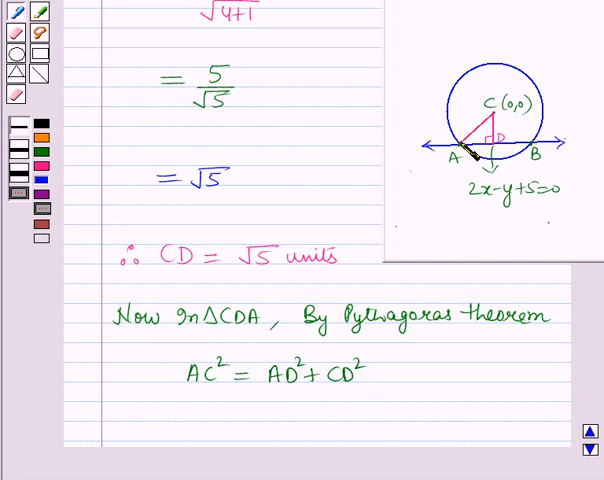 √4+1
= 5/√5
= √5
∴ CD = √5 units
Now In ΔCDA, By Pythagoras theorem
AC² = AD² + CD²
C (0,0)
D
A
B
2x-y+5=0